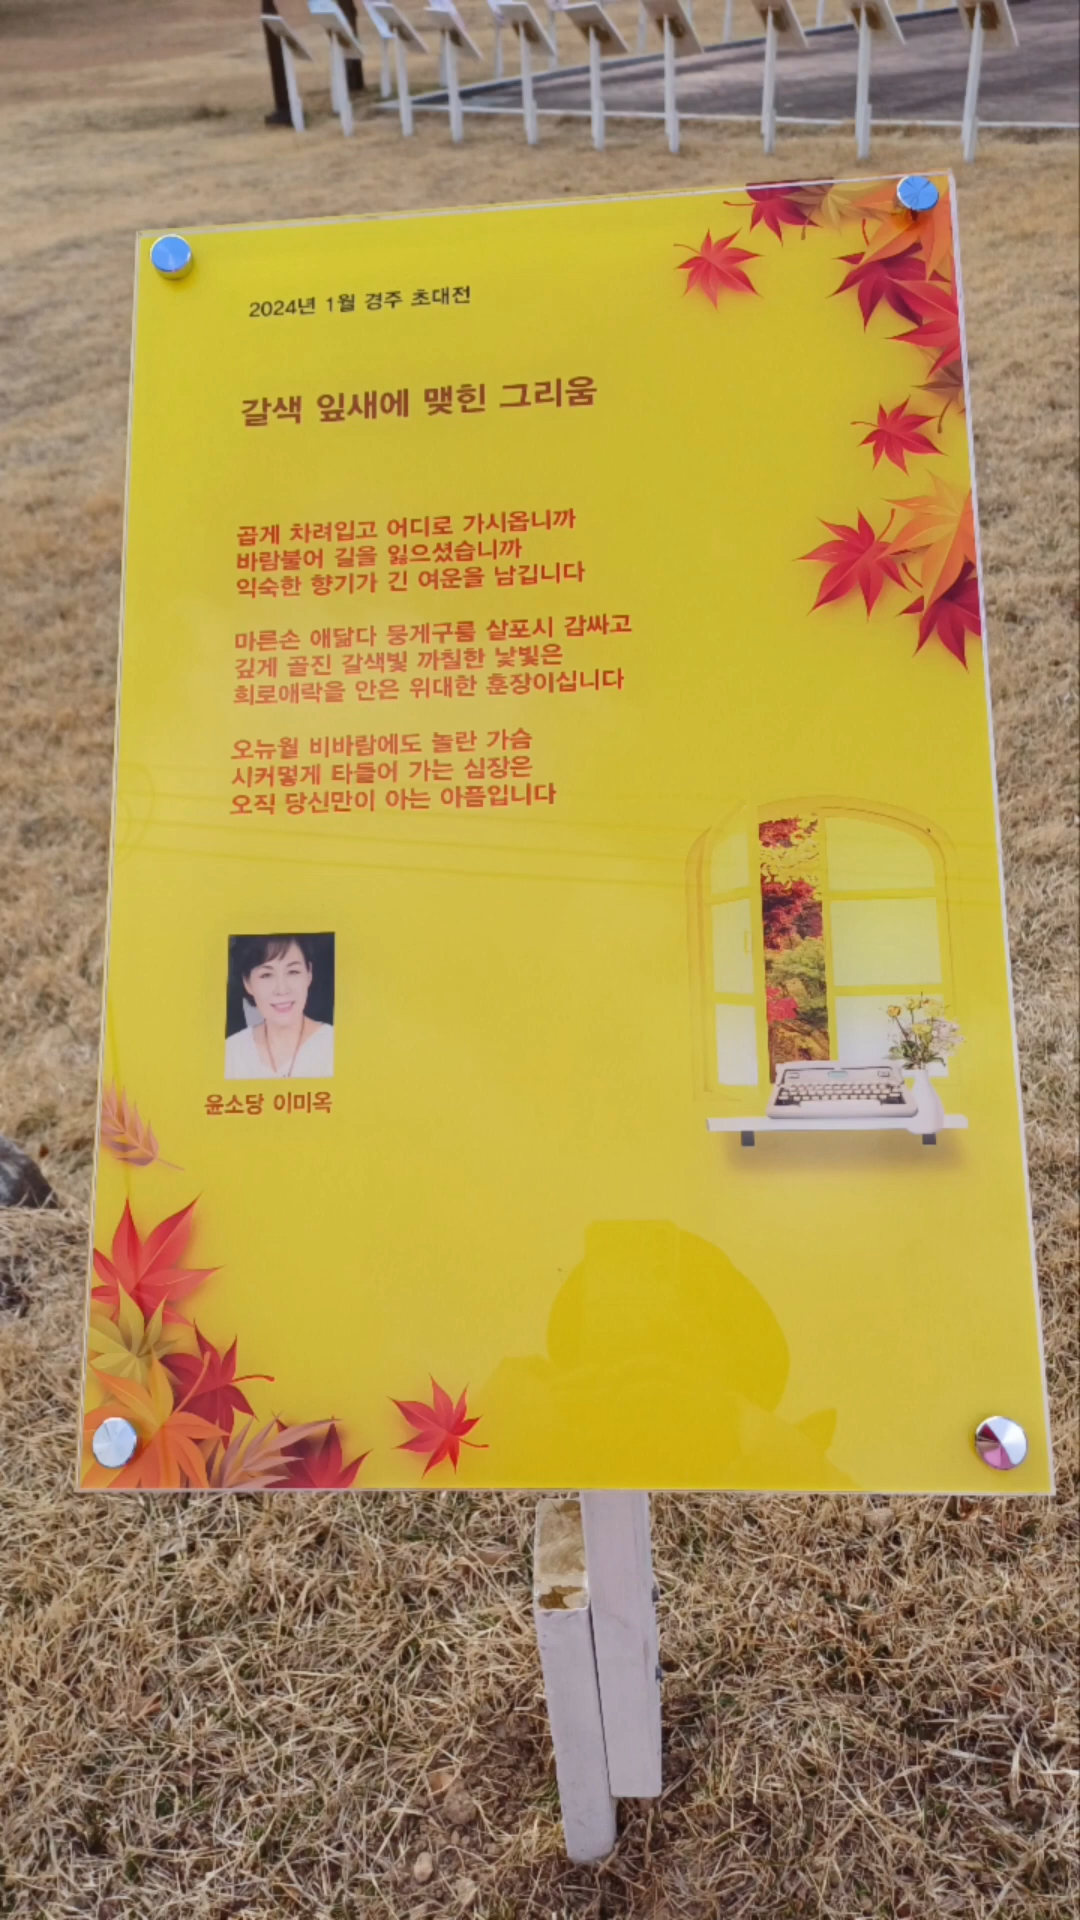 2024년 1월 경주 초대전
갈색 잎새에 맺힌 그리움
곱게 차려입고 어디로 가시옵니까
바람불어 길을 잃으셨습니까
익숙한 향기가 긴 여운을 남깁니다
마른손 애닯다 뭉게구름 살포시 감싸고
깊게 골진 갈색빛 까칠한 낯빛은
희로애락을 안은 위대한 훈장이십니다
오뉴월 비바람에도 놀란 가슴
시커멓게 타들어 가는 심장은
오직 당신만이 아는 아픔입니다
윤소당 이미옥